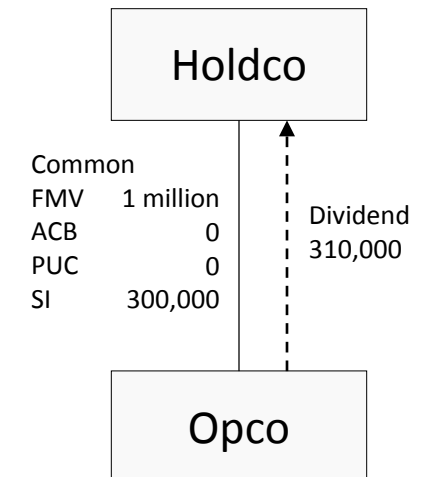 Holdco
Common
FMV 1 million
ACB 0
PUC 0
SI 300,000
Dividend
310,000
Opco